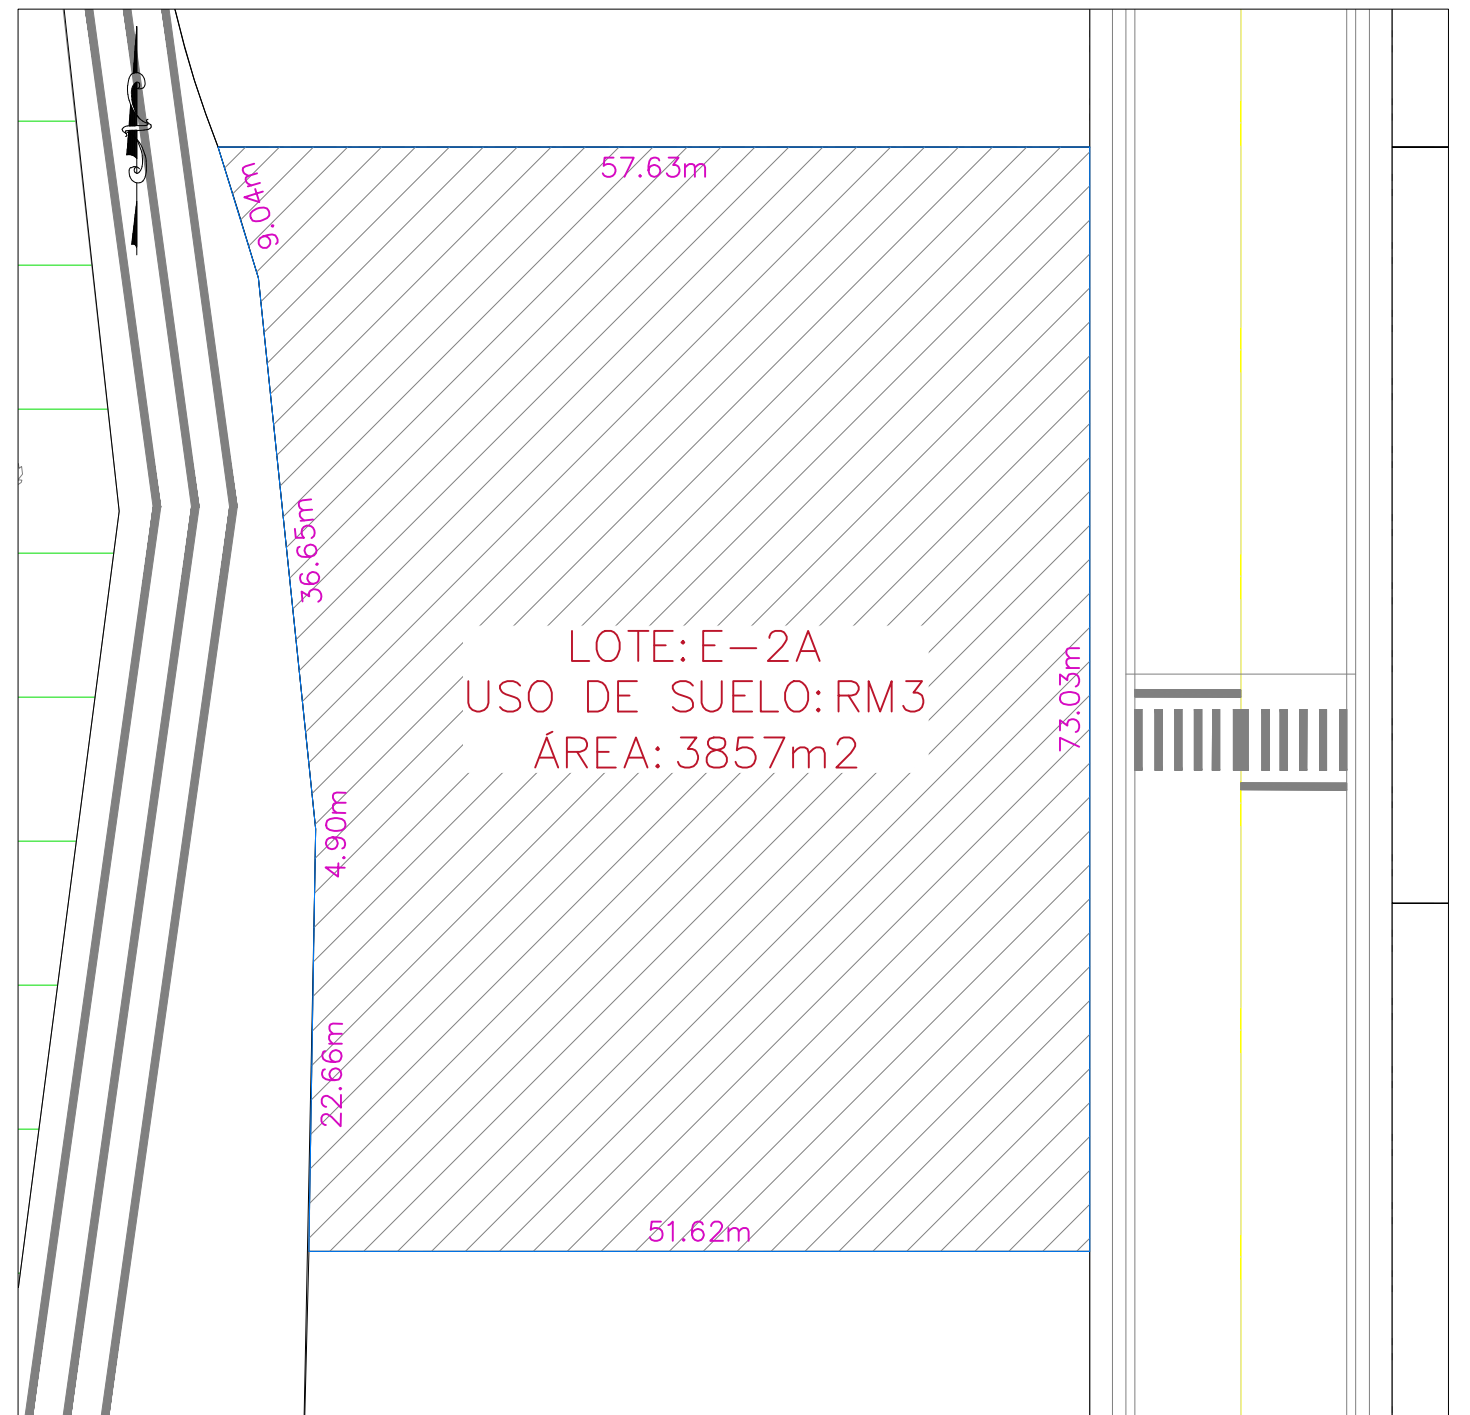 57.63m
9.04m
36.65m
LOTE: E-2A
USO DE SUELO: RM3
ÁREA: 3857m2
73.03m
4.90m
22.66m
51.62m